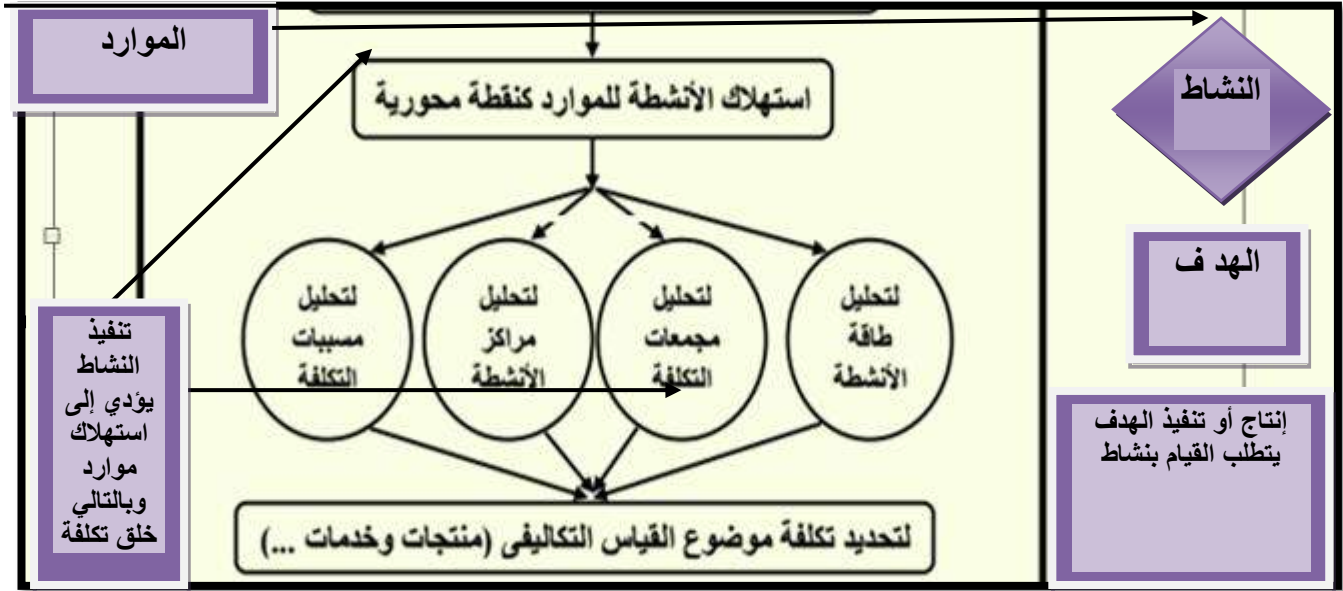 الموارد
استهلاك الأنشطة للموارد كنقطة محورية
النشاط
الهد ف
لتحليل
طاقة
الأنشطة
لتحليل
مجمعات
التكلفة
لتحليل
مراكز
الأنشطة
لتحليل
مسببات
التكلفة
تنفيذ
النشاط
يؤدي إلى
استهلاك
موارد
وبالتالي
خلق تكلفة
إنتاج أو تنفيذ الهدف
يتطلب القيام بنشاط
لتحديد تكلفة موضوع القياس التكاليفى (منتجات وخدمات ...)